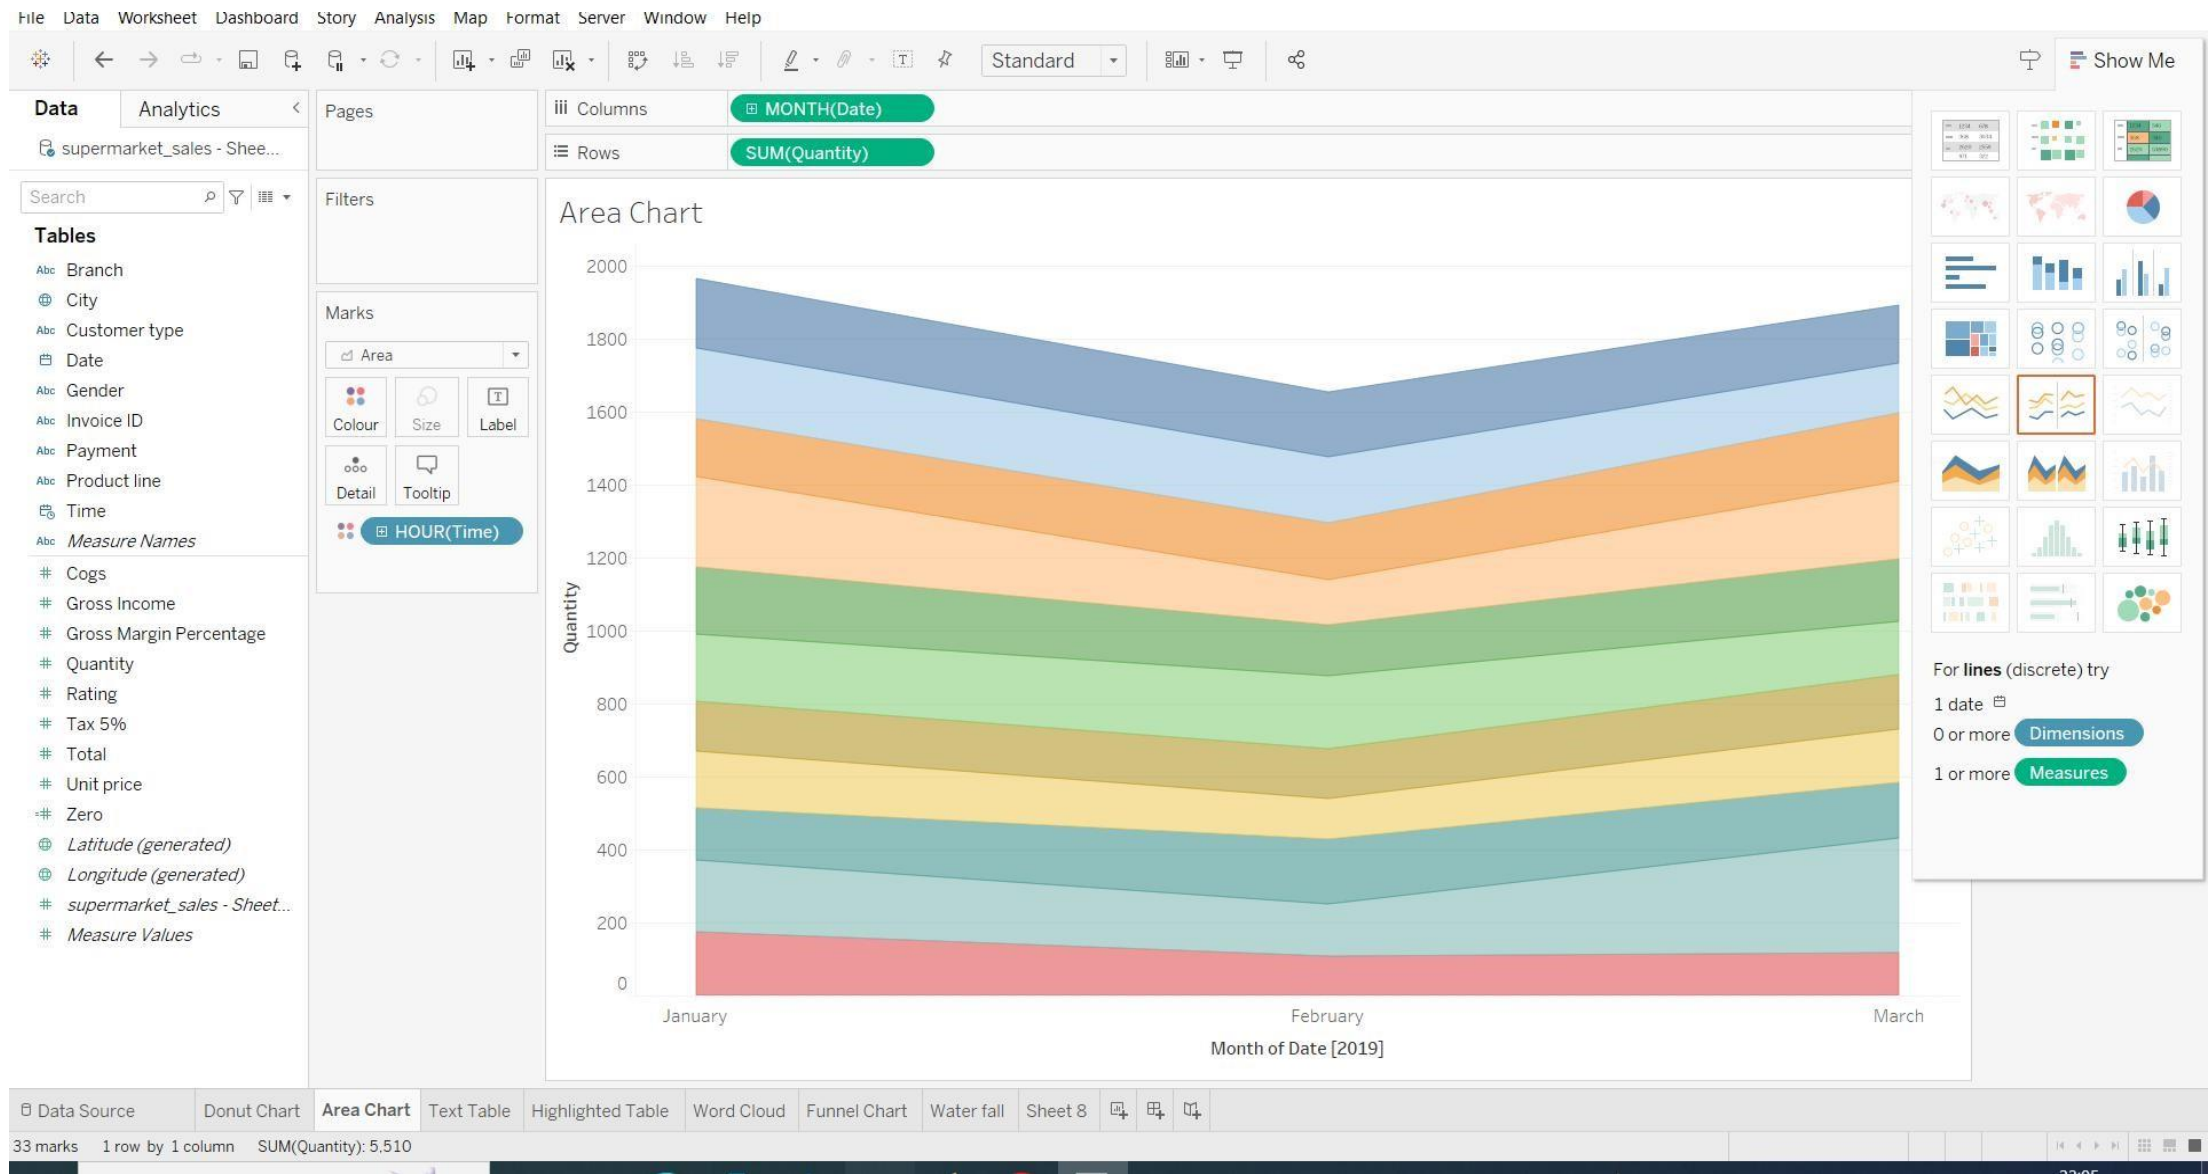 File Data Worksheet Dashboard Story Analysis Map Format Server Window Help
Standard
Show Me
Data Analytics
supermarket_sales - Shee...
Search
Tables
Abc Branch
City
Abc Customer type
Date
Abc Gender
Abc Invoice ID
Abc Payment
Abc Product line
Time
Abc Measure Names
# Cogs
# Gross Income
# Gross Margin Percentage
# Quantity
# Rating
# Tax 5%
# Total
# Unit price
=# Zero
Latitude (generated)
Longitude (generated)
# supermarket_sales - Sheet...
# Measure Values
Pages
Filters
Marks
Area
Colour Size Label
Detail Tooltip
HOUR(Time)
Columns MONTH(Date)
Rows SUM(Quantity)
Area Chart
2000
1800
1600
1400
1200
1000
800
600
400
200
0
Quantity
January February March
Month of Date [2019]
For lines (discrete) try
1 date
0 or more Dimensions
1 or more Measures
Data Source Donut Chart Area Chart Text Table Highlighted Table Word Cloud Funnel Chart Water fall Sheet 8
33 marks 1 row by 1 column SUM(Quantity): 5,510